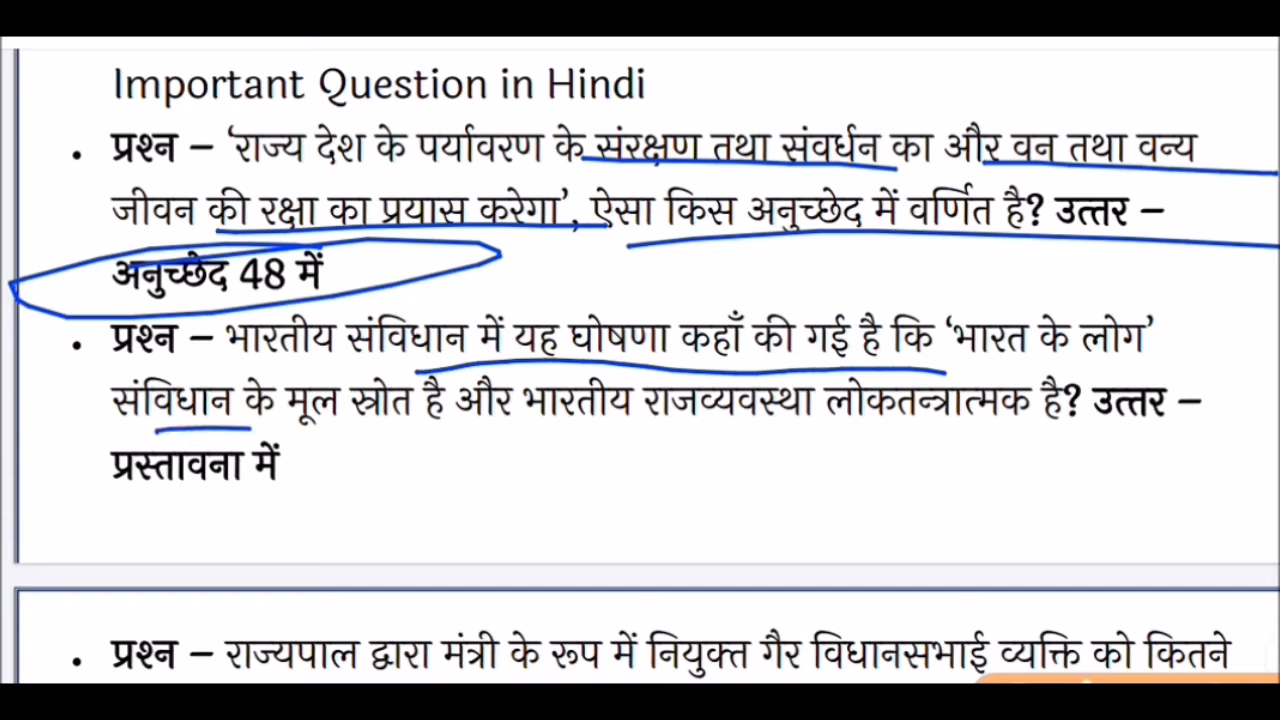 Important Question in Hindi
• प्रश्न – ‘राज्य देश के पर्यावरण के संरक्षण तथा संवर्धन का और वन तथा वन्य
जीवन की रक्षा का प्रयास करेगा’, ऐसा किस अनुच्छेद में वर्णित है? उत्तर –
अनुच्छेद 48 में
• प्रश्न – भारतीय संविधान में यह घोषणा कहाँ की गई है कि ‘भारत के लोग’
संविधान के मूल स्रोत है और भारतीय राजव्यवस्था लोकतन्त्रात्मक है? उत्तर –
प्रस्तावना में
• प्रश्न – राज्यपाल द्वारा मंत्री के रूप में नियुक्त गैर विधानसभाई व्यक्ति को कितने